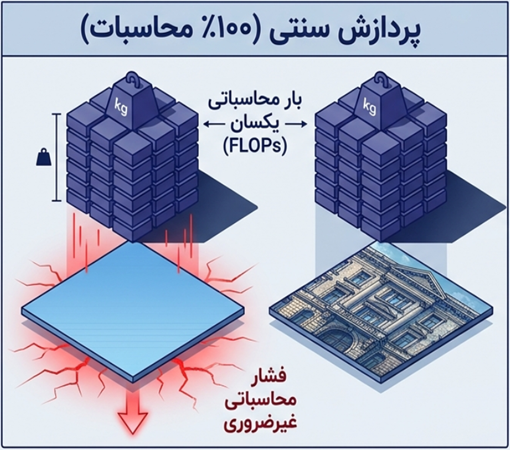 پردازش سنتی (۱۰۰٪ محاسبات)
kg
kg
بار محاسباتی
یکسان
(FLOPs)
فشار
محاسباتی
غیرضروری